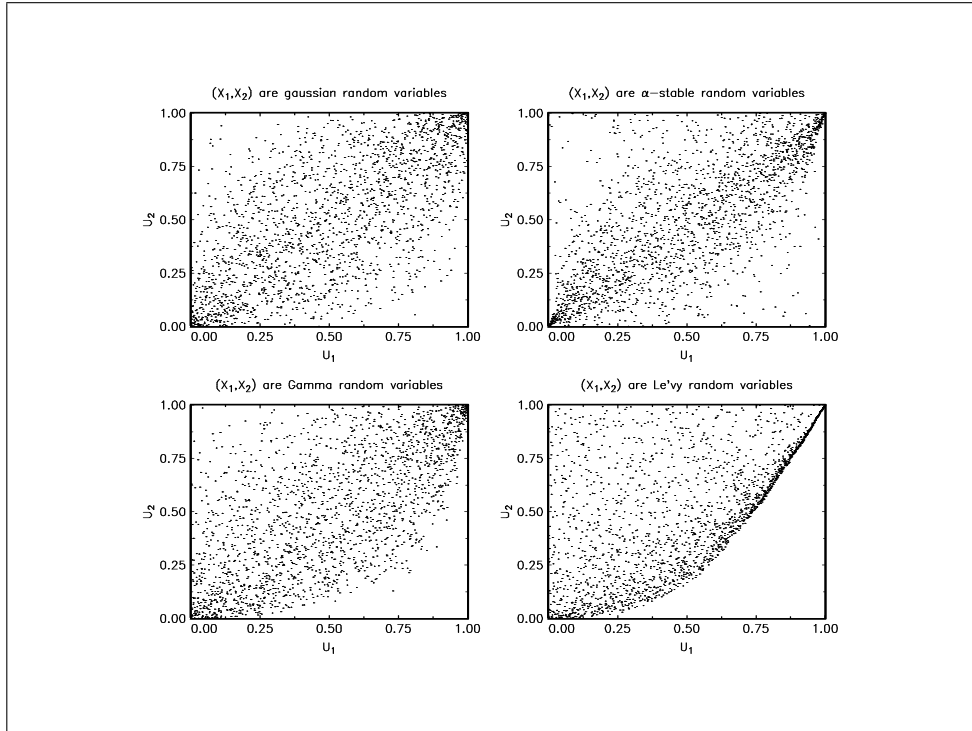 (X₁,X₂) are gaussian random variables
1.00
0.75
0.50
0.25
0.00
U₂
0.00 0.25 0.50 0.75 1.00
U₁
(X₁,X₂) are α−stable random variables
1.00
0.75
0.50
0.25
0.00
U₂
0.00 0.25 0.50 0.75 1.00
U₁
(X₁,X₂) are Gamma random variables
1.00
0.75
0.50
0.25
0.00
U₂
0.00 0.25 0.50 0.75 1.00
U₁
(X₁,X₂) are Le'vy random variables
1.00
0.75
0.50
0.25
0.00
U₂
0.00 0.25 0.50 0.75 1.00
U₁